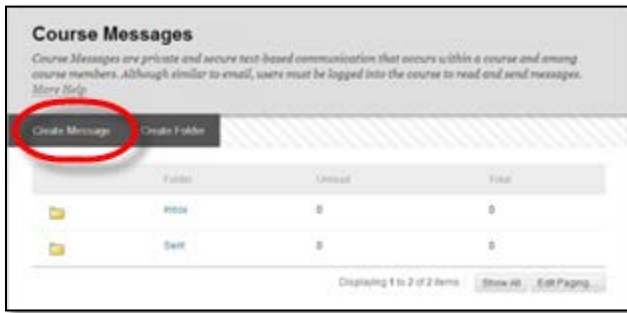 Course Messages
Course Messages are private and secure text-based communication that occurs within a course and among
course members. Although similar to email, users must be logged into the course to read and send messages.
More Help
Create Message Create Folder
Folder Unread Total
Inbox 0 0
Sent 0 0
Displaying 1 to 2 of 2 items Show All Edit Paging...